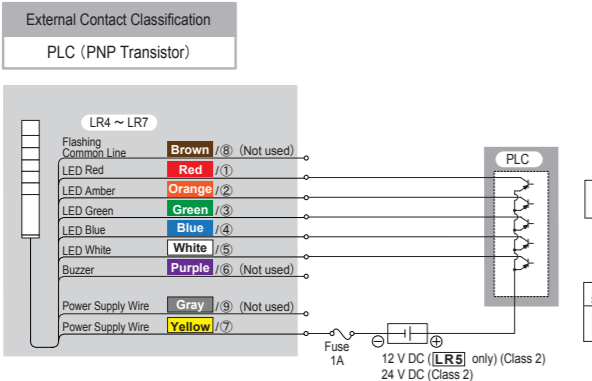 External Contact Classification
PLC (PNP Transistor)
LR4 ~ LR7
Flashing
Common Line
Brown /⑧ (Not used)
LED Red Red /①
LED Amber Orange /②
LED Green Green /③
LED Blue Blue /④
LED White White /⑤
Buzzer Purple /⑥ (Not used)
Power Supply Wire Gray /⑨ (Not used)
Power Supply Wire Yellow /⑦
PLC
Fuse
1A
⊖ ⊕
12 V DC (LR5 only) (Class 2)
24 V DC (Class 2)